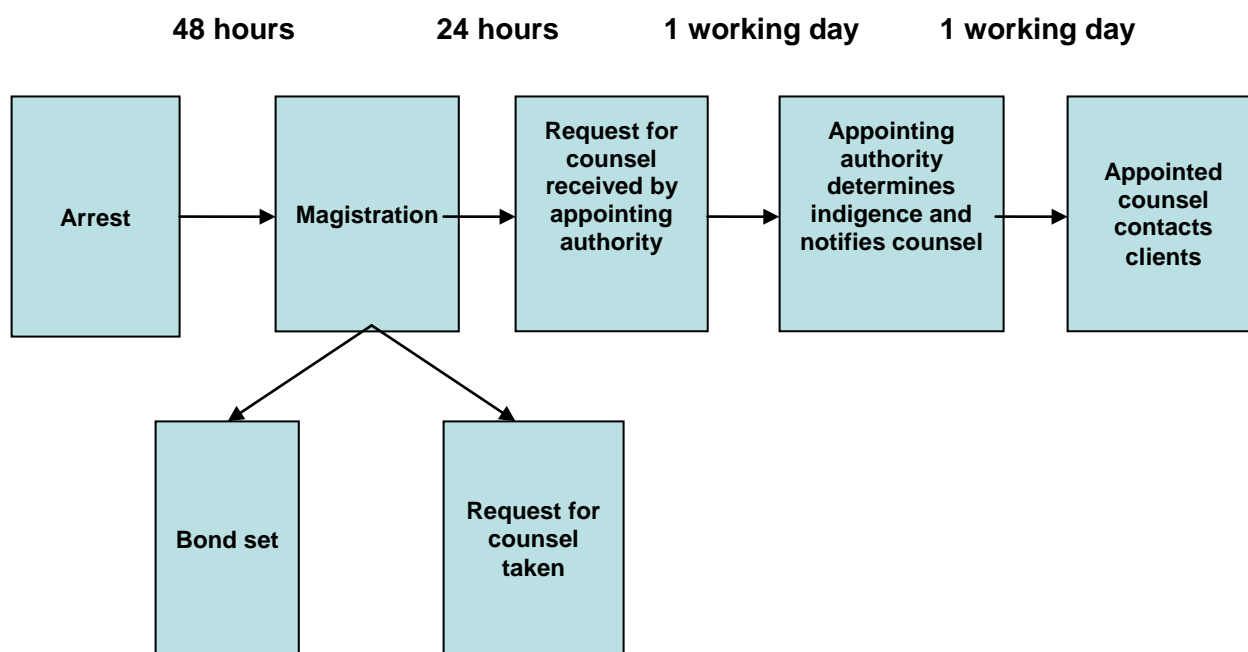 48 hours
24 hours
1 working day
1 working day
Arrest
Magistration
Request for
counsel
received by
appointing
authority
Appointing
authority
determines
indigence and
notifies counsel
Appointed
counsel
contacts
clients
Bond set
Request for
counsel
taken